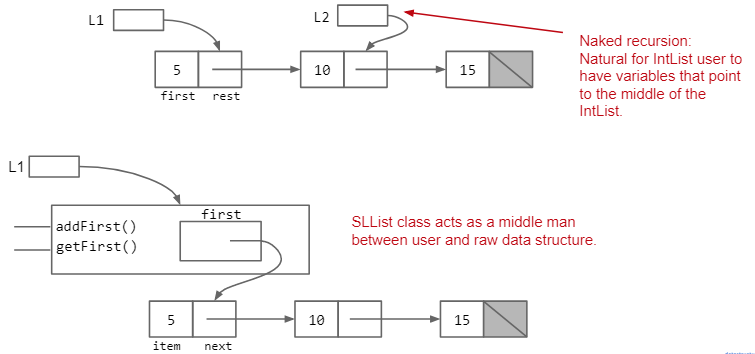 L1
L2
5
10
15
first rest
Naked recursion:
Natural for IntList user to
have variables that point
to the middle of the
IntList.
L1
first
addFirst()
getFirst()
SLList class acts as a middle man
between user and raw data structure.
5
10
15
item next